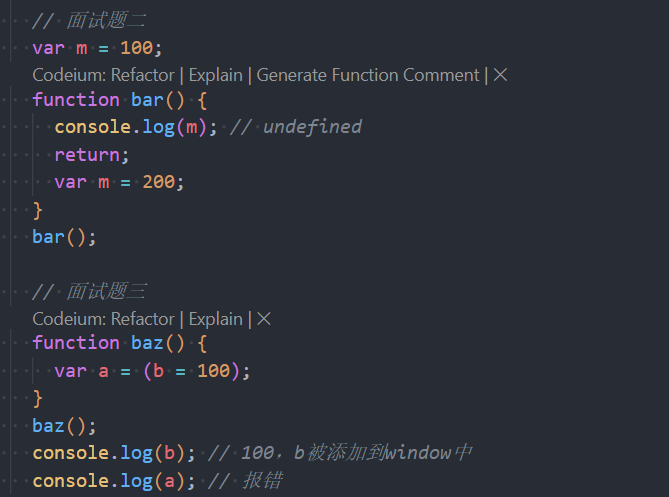 // 面试题二
var m = 100;
Codeium: Refactor | Explain | Generate Function Comment | ×
function bar() {
console.log(m); // undefined
return;
var m = 200;
}
bar();
// 面试题三
Codeium: Refactor | Explain | ×
function baz() {
var a = (b = 100);
}
baz();
console.log(b); // 100. b被添加到window中
console.log(a); // 报错